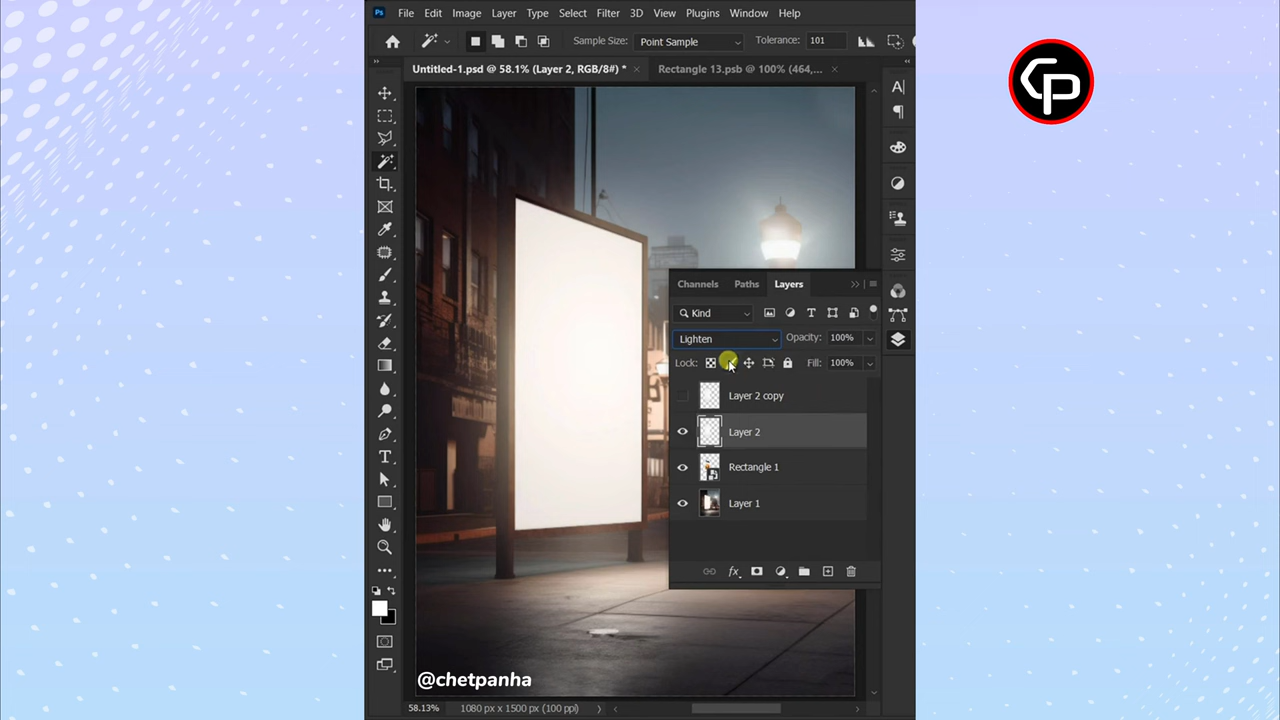 Ps File Edit Image Layer Type Select Filter 3D View Plugins Window Help
Sample Size: Point Sample Tolerance: 101
Untitled-1.psd @ 58.1% (Layer 2, RGB/8#) * × Rectangle 13.psb @ 100% (464,... ×
CP
Channels Paths Layers
Kind
Lighten Opacity: 100%
Lock: Fill: 100%
Layer 2 copy
Layer 2
Rectangle 1
Layer 1
fx
@chetpanha
58.13% 1080 px x 1500 px (100 ppi)